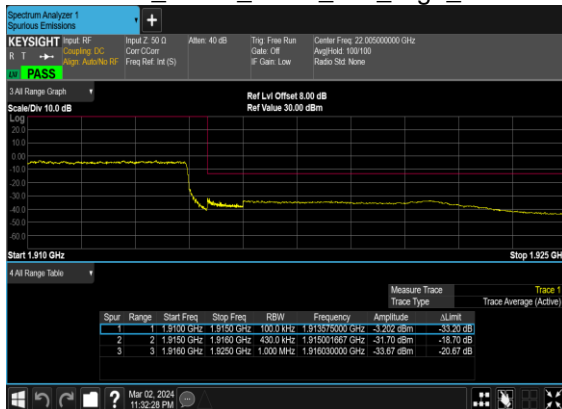 Spectrum Analyzer 1
Spurious Emissions
+
KEYSIGHT Input: RF Input Z: 50 Ω Atten: 40 dB Trig: Free Run Center Freq: 22.005000000 GHz
R T Coupling: DC Corr CCorr Gate: Off Avg|Hold: 100/100
Align: Auto/No RF Freq Ref: Int (S) IF Gain: Low Radio Std: None
PASS
3 All Range Graph
Ref Lvl Offset 8.00 dB
Scale/Div 10.0 dB Ref Value 30.00 dBm
Log
20.0
10.0
0.00
-10.0
-20.0
-30.0
-40.0
-50.0
-60.0
Start 1.910 GHz Stop 1.925 GH
4 All Range Table
Measure Trace Trace 1
Trace Type Trace Average (Active)
Spur Range Start Freq Stop Freq RBW Frequency Amplitude ΔLimit
1 1 1.9100 GHz 1.9150 GHz 100.0 kHz 1.913575000 GHz -3.202 dBm -33.20 dB
2 2 1.9150 GHz 1.9160 GHz 430.0 kHz 1.915001667 GHz -31.70 dBm -18.70 dB
3 3 1.9160 GHz 1.9250 GHz 1.000 MHz 1.916030000 GHz -33.67 dBm -20.67 dB
? Mar 02, 2024
11:32:28 PM